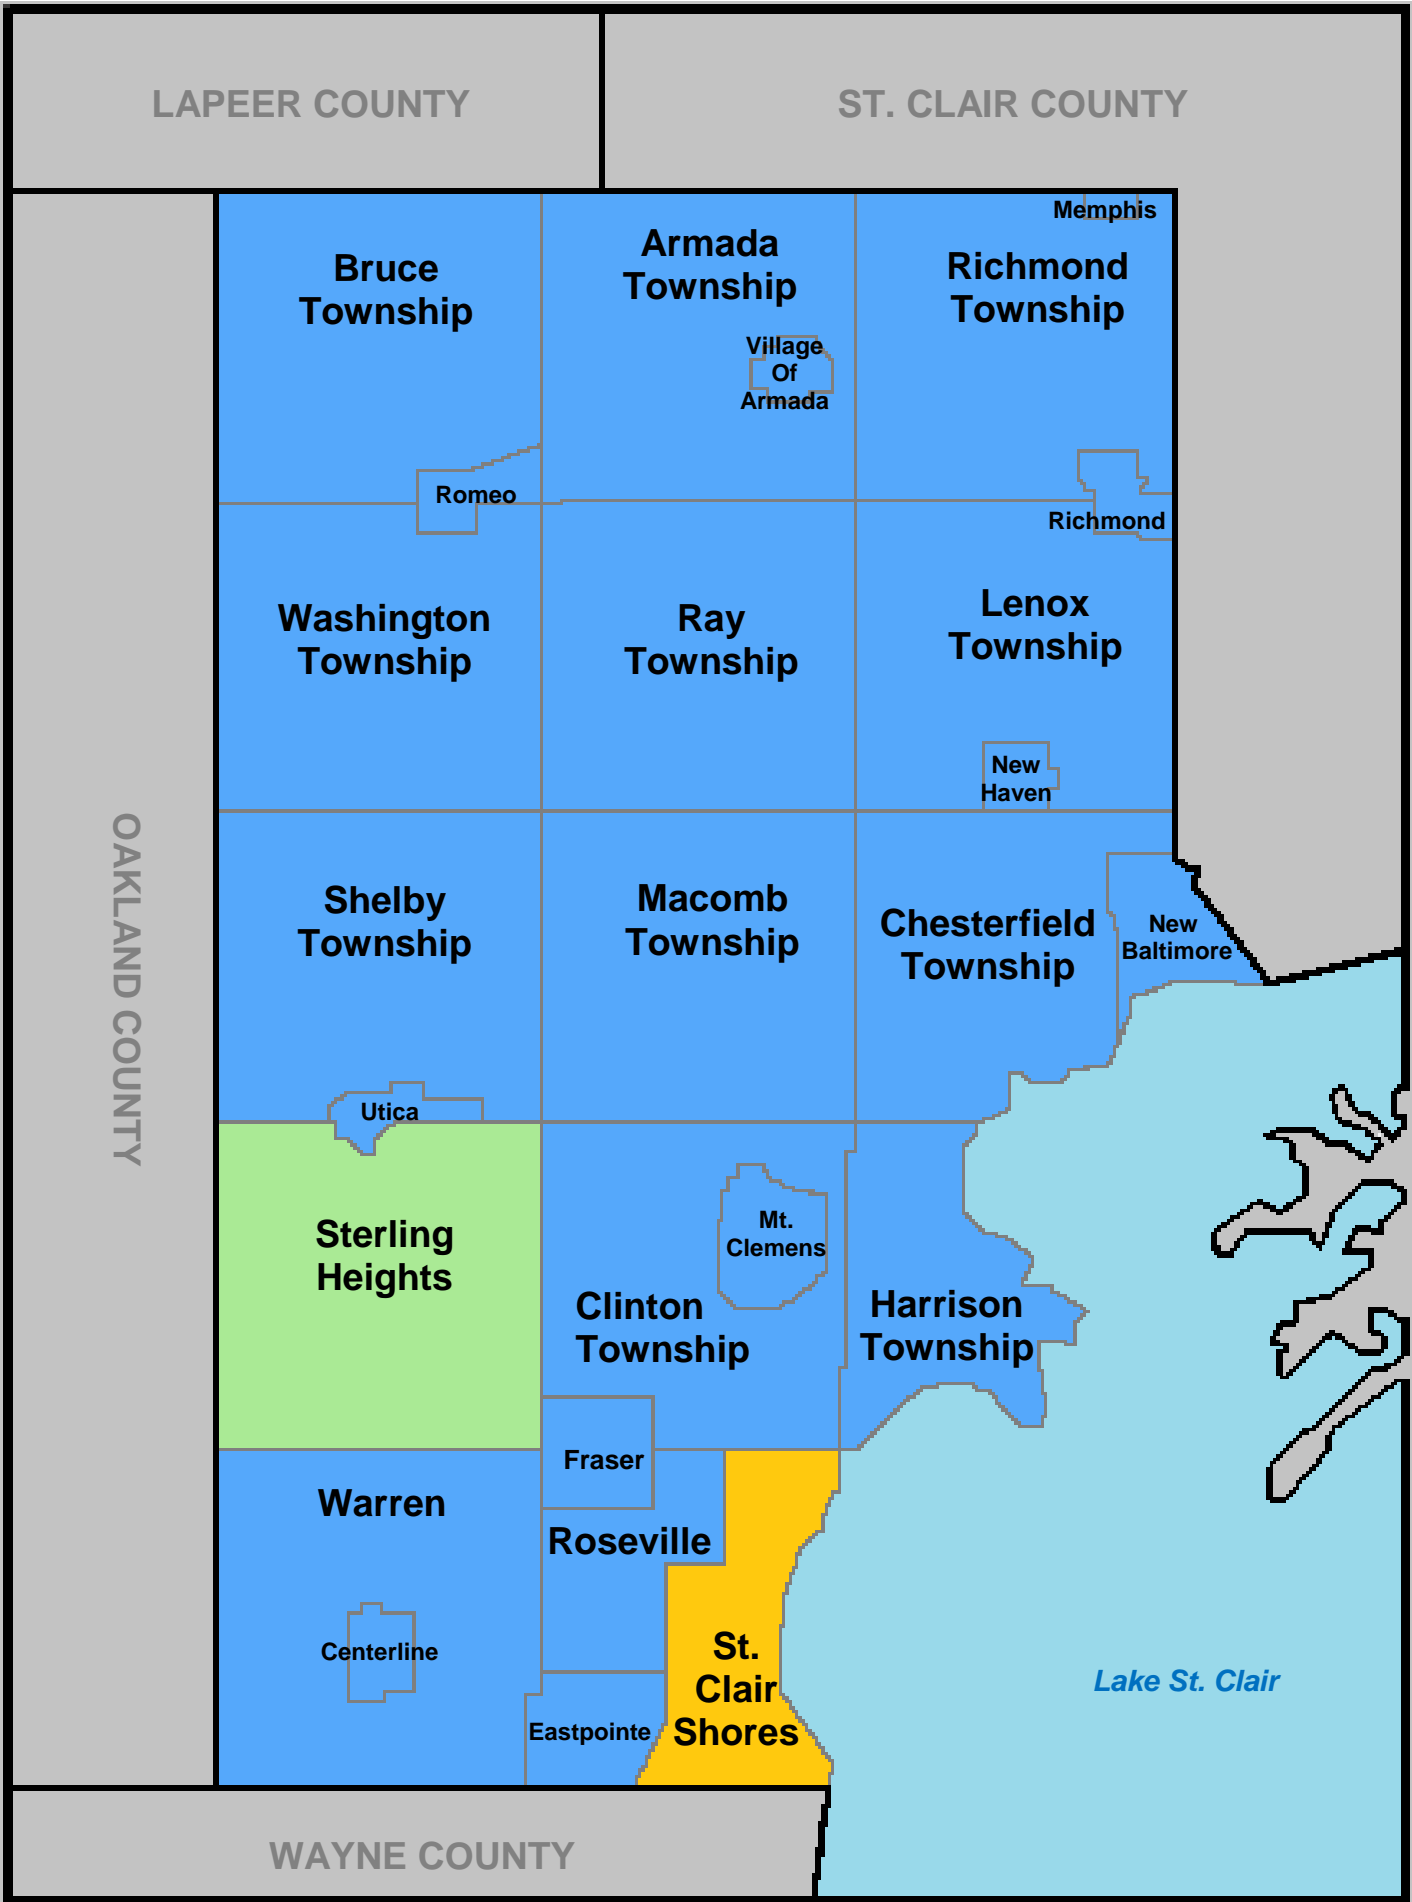 LAPEER COUNTY
ST. CLAIR COUNTY
Memphis
Bruce
Township
Armada
Township
Richmond
Township
Village
Of
Armada
Romeo
Richmond
Washington
Township
Ray
Township
Lenox
Township
New
Haven
OAKLAND COUNTY
Shelby
Township
Macomb
Township
Chesterfield
Township
New
Baltimore
Utica
Sterling
Heights
Mt.
Clemens
Clinton
Township
Harrison
Township
Fraser
Warren
Roseville
Centerline
St.
Clair
Shores
Eastpointe
Lake St. Clair
WAYNE COUNTY